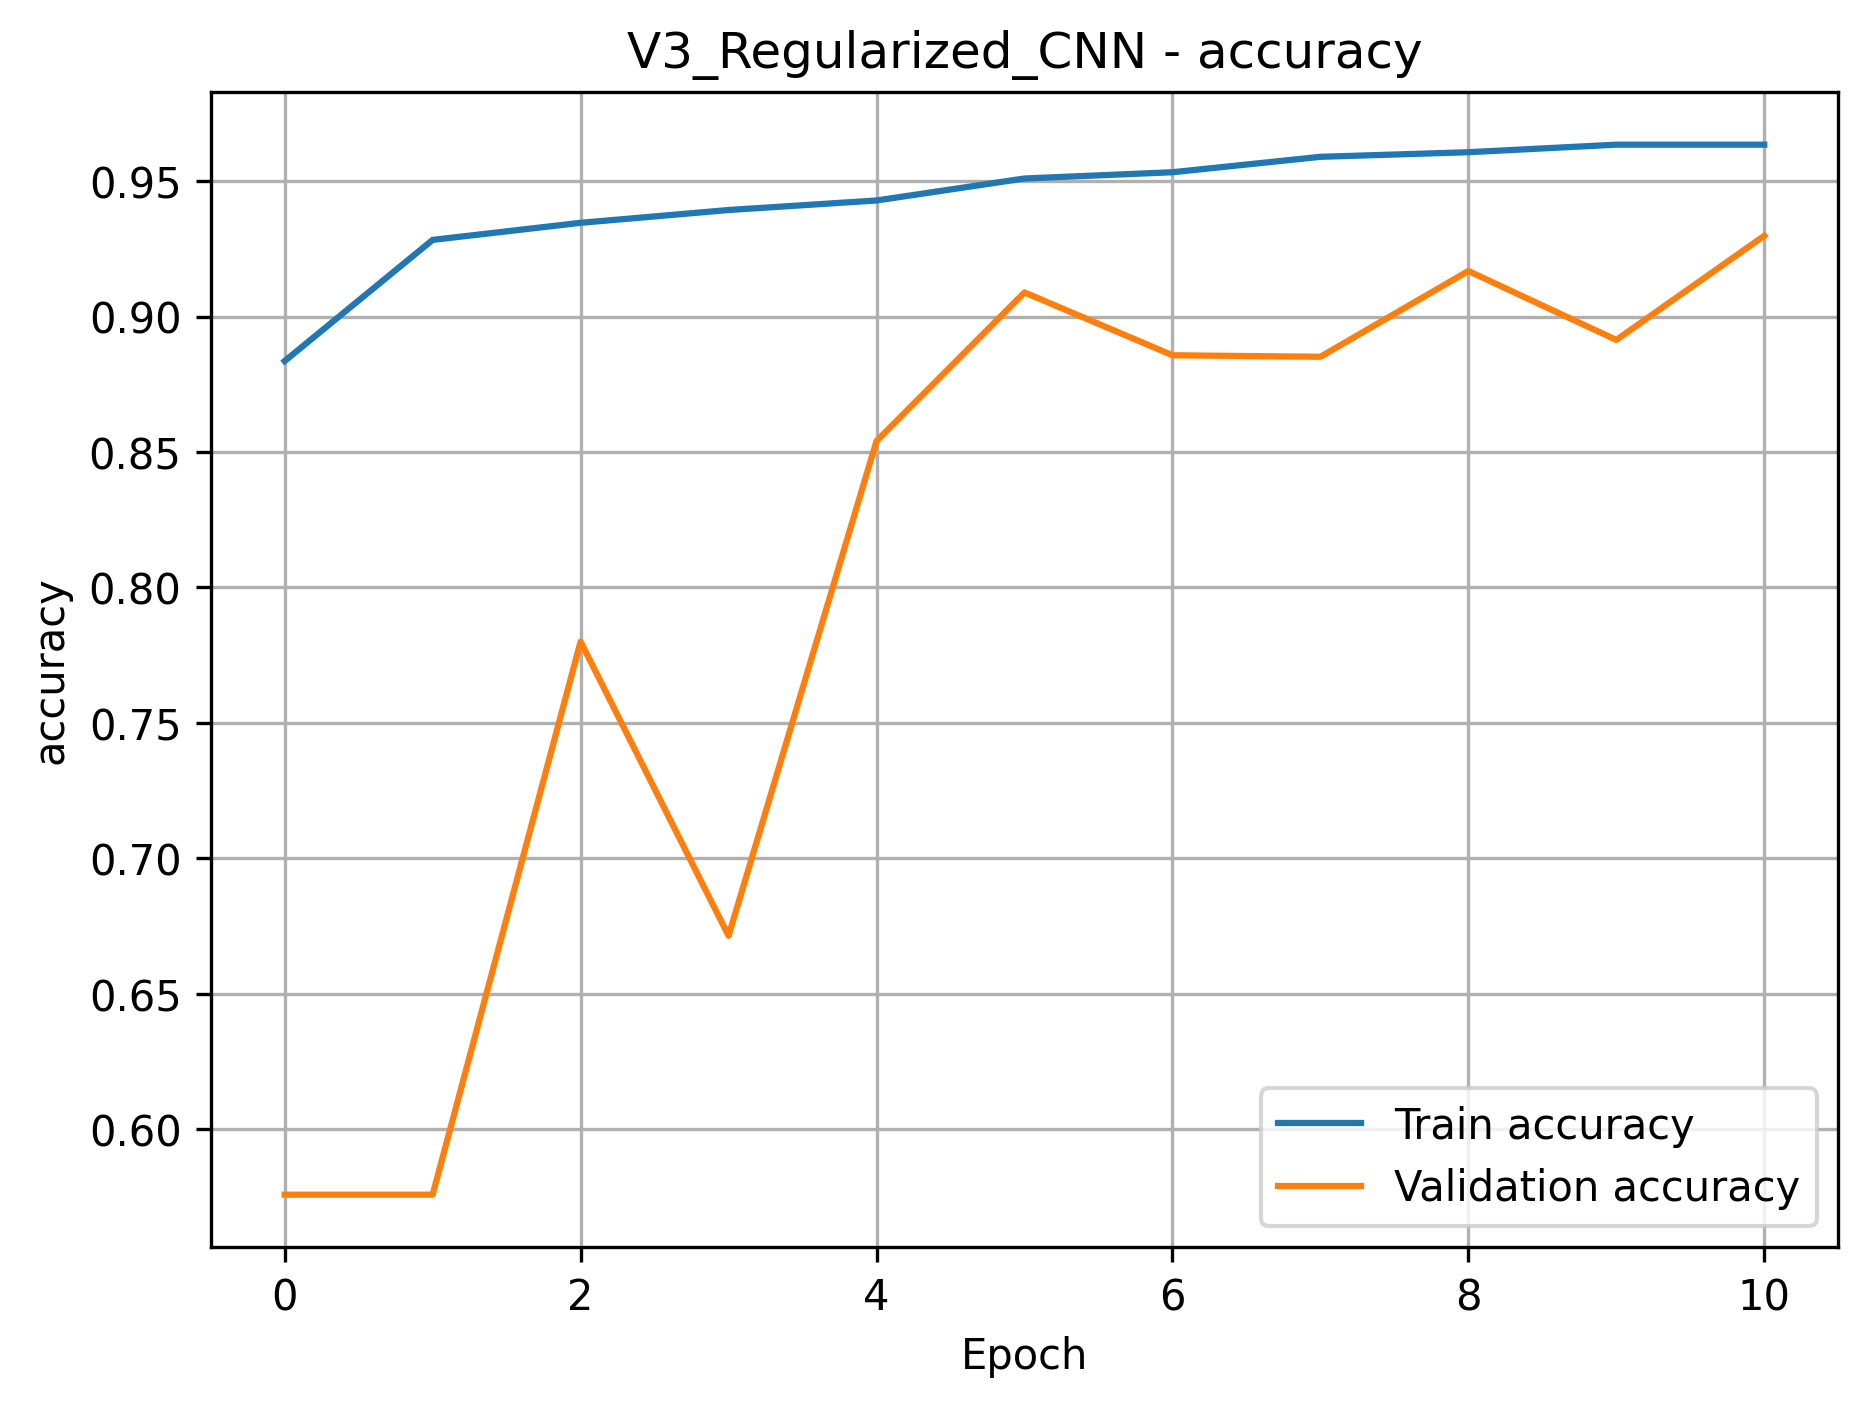 V3_Regularized_CNN - accuracy
accuracy
0.95
0.90
0.85
0.80
0.75
0.70
0.65
0.60
Train accuracy
Validation accuracy
0 2 4 6 8 10
Epoch